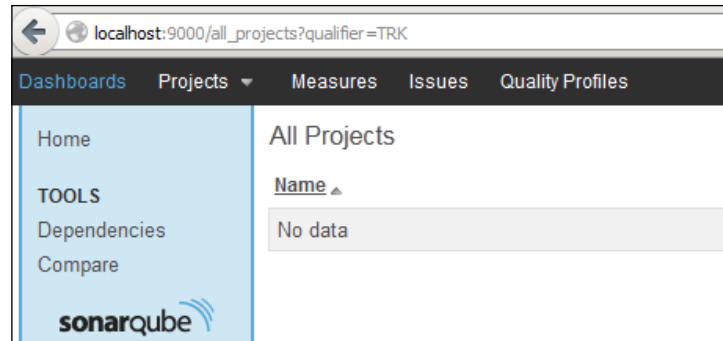 localhost:9000/all_projects?qualifier=TRK
Dashboards Projects Measures Issues Quality Profiles
Home
TOOLS
Dependencies
Compare
sonarqube
All Projects
Name
No data